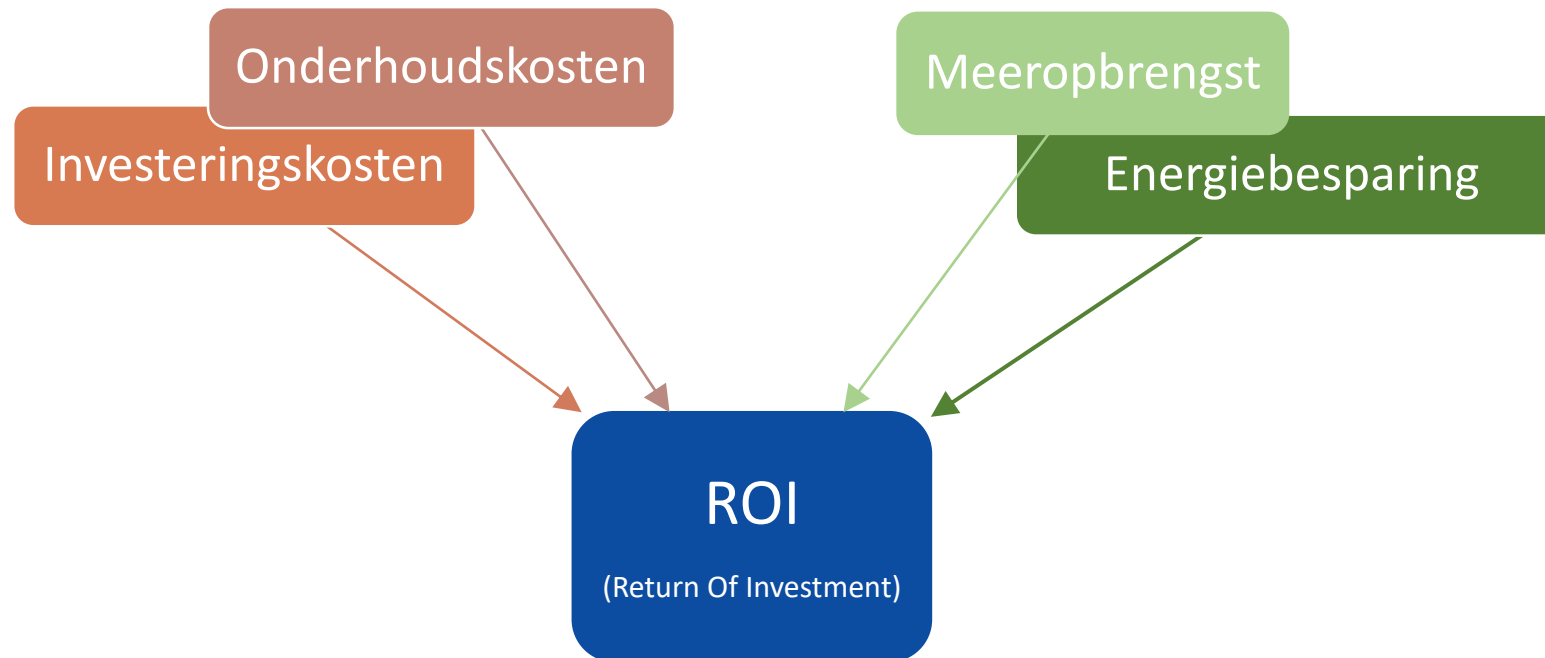 Onderhoudskosten
Meeropbrengst
Investeringskosten
Energiebesparing
ROI
(Return Of Investment)